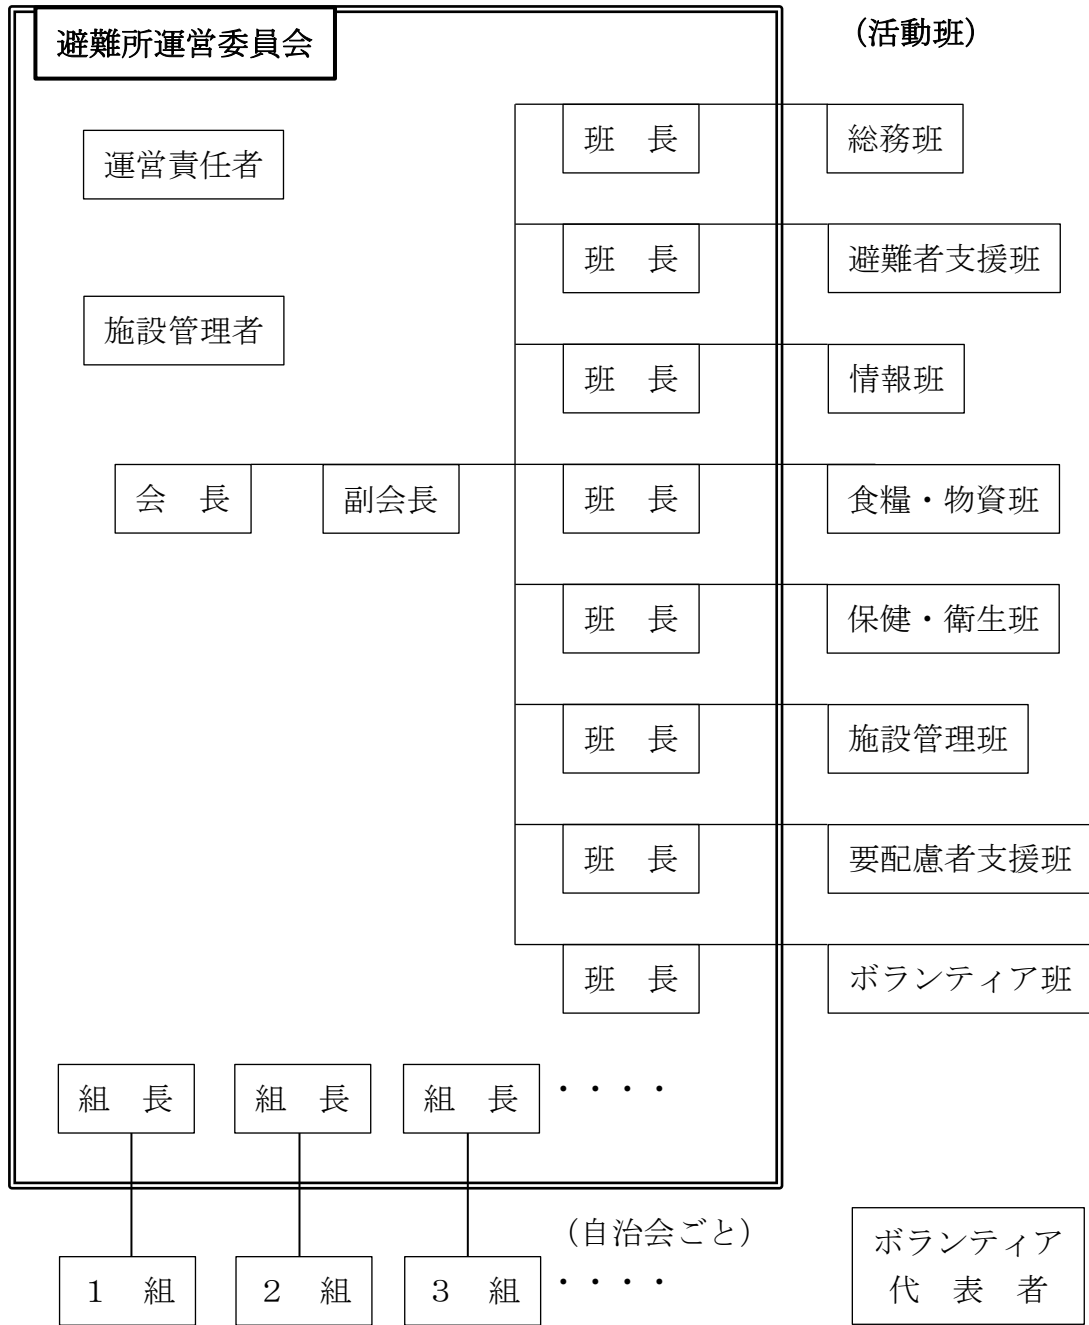 避難所運営委員会
(活動班)
運営責任者
班　長
総務班
班　長
避難者支援班
施設管理者
班　長
情報班
会　長
副会長
班　長
食糧・物資班
班　長
保健・衛生班
班　長
施設管理班
班　長
要配慮者支援班
班　長
ボランティア班
組　長
組　長
組　長
・・・・
(自治会ごと)
１　組
２　組
３　組
・・・・
ボランティア
代　表　者